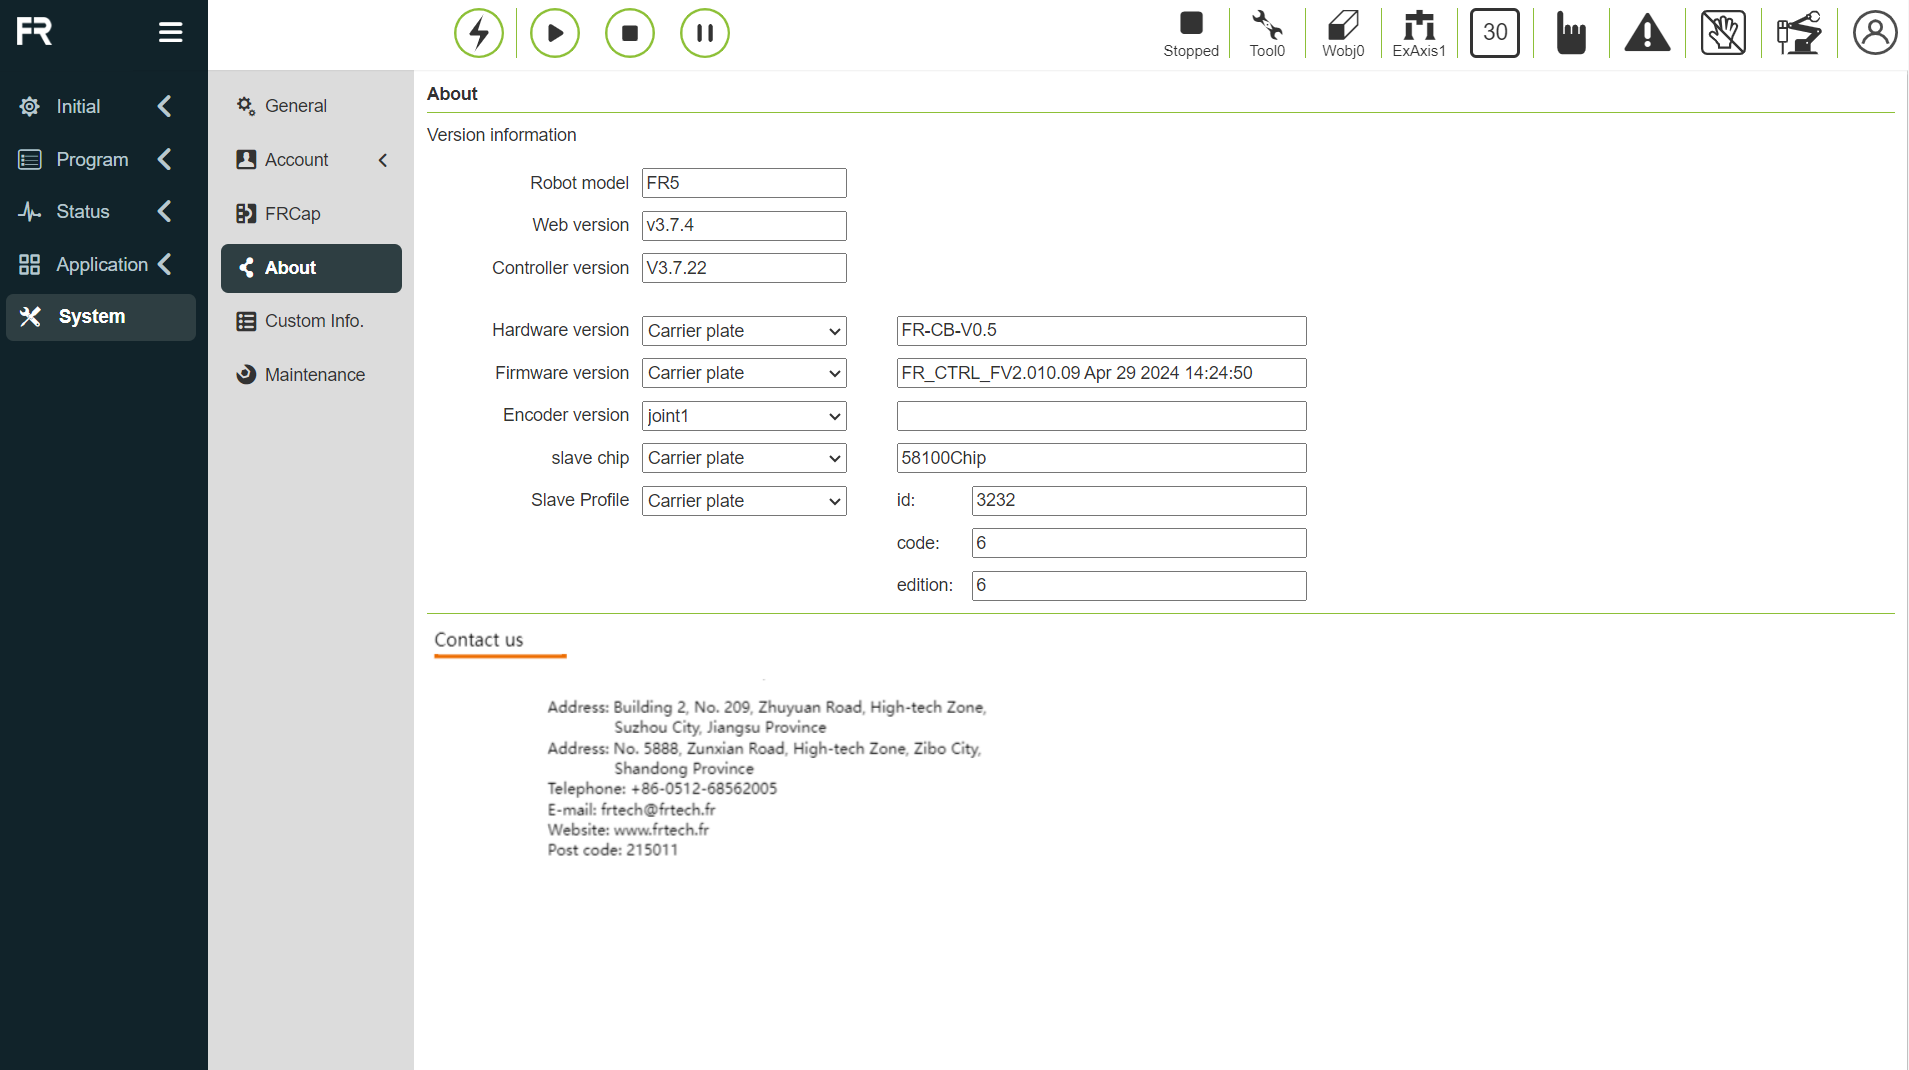 FR
Stopped
Tool0
Wobj0
ExAxis1
30
Initial
Program
Status
Application
System
General
Account
FRCap
About
Custom Info.
Maintenance
About
Version information
Robot model FR5
Web version v3.7.4
Controller version V3.7.22
Hardware version Carrier plate FR-CB-V0.5
Firmware version Carrier plate FR_CTRL_FV2.010.09 Apr 29 2024 14:24:50
Encoder version joint1
slave chip Carrier plate 58100Chip
Slave Profile Carrier plate id: 3232
code: 6
edition: 6
Contact us
Address: Building 2, No. 209, Zhuyuan Road, High-tech Zone,
Suzhou City, Jiangsu Province
Address: No. 5888, Zunxian Road, High-tech Zone, Zibo City,
Shandong Province
Telephone: +86-0512-68562005
E-mail: frtech@frtech.fr
Website: www.frtech.fr
Post code: 215011